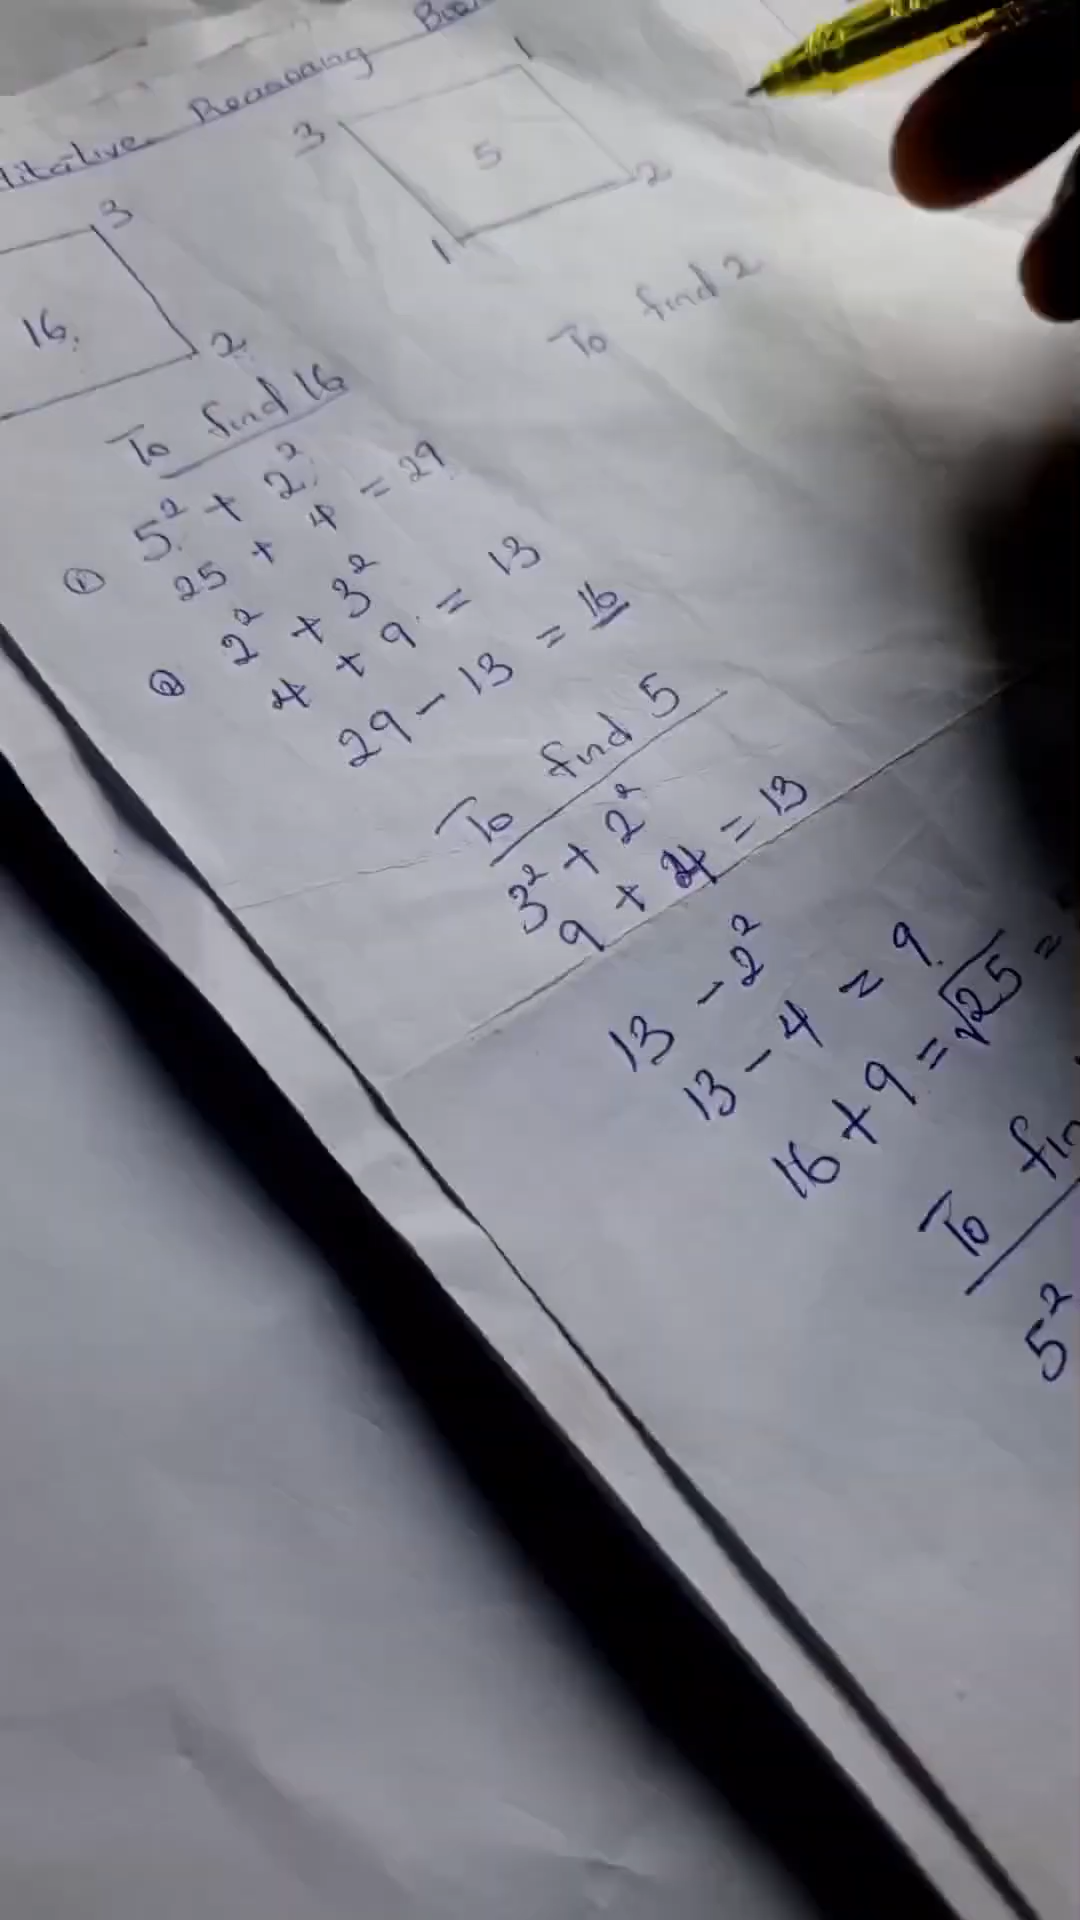 Reasoning
3
1
5
2
1
3
16.
2
To find 2
To find 16
① 5² + 2²
25 + 4 = 29
② 2² + 3²
4 + 9 = 13
29 - 13 = 16
To find 5
3² + 2²
9 + 4 = 13
13 - 2²
13 - 4 = 9
16 + 9 = √25 =
To
5²